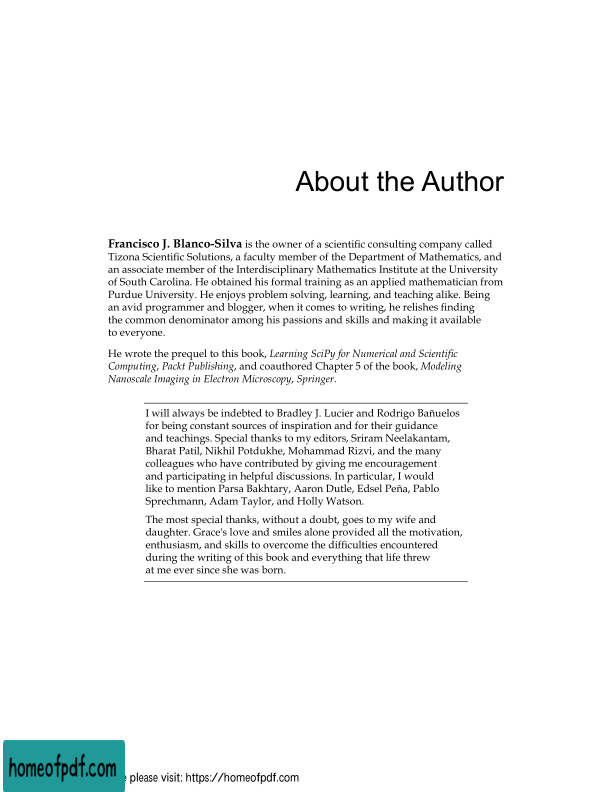 About the Author
Francisco J. Blanco-Silva is the owner of a scientific consulting company called
Tizona Scientific Solutions, a faculty member of the Department of Mathematics, and
an associate member of the Interdisciplinary Mathematics Institute at the University
of South Carolina. He obtained his formal training as an applied mathematician from
Purdue University. He enjoys problem solving, learning, and teaching alike. Being
an avid programmer and blogger, when it comes to writing, he relishes finding
the common denominator among his passions and skills and making it available
to everyone.
He wrote the prequel to this book, Learning SciPy for Numerical and Scientific
Computing, Packt Publishing, and coauthored Chapter 5 of the book, Modeling
Nanoscale Imaging in Electron Microscopy, Springer.
I will always be indebted to Bradley J. Lucier and Rodrigo Bañuelos
for being constant sources of inspiration and for their guidance
and teachings. Special thanks to my editors, Sriram Neelakantam,
Bharat Patil, Nikhil Potdukhe, Mohammad Rizvi, and the many
colleagues who have contributed by giving me encouragement
and participating in helpful discussions. In particular, I would
like to mention Parsa Bakhtary, Aaron Dutle, Edsel Peña, Pablo
Sprechmann, Adam Taylor, and Holly Watson.
The most special thanks, without a doubt, goes to my wife and
daughter. Grace's love and smiles alone provided all the motivation,
enthusiasm, and skills to overcome the difficulties encountered
during the writing of this book and everything that life threw
at me ever since she was born.
homeofpdf.com
please visit: https://homeofpdf.com